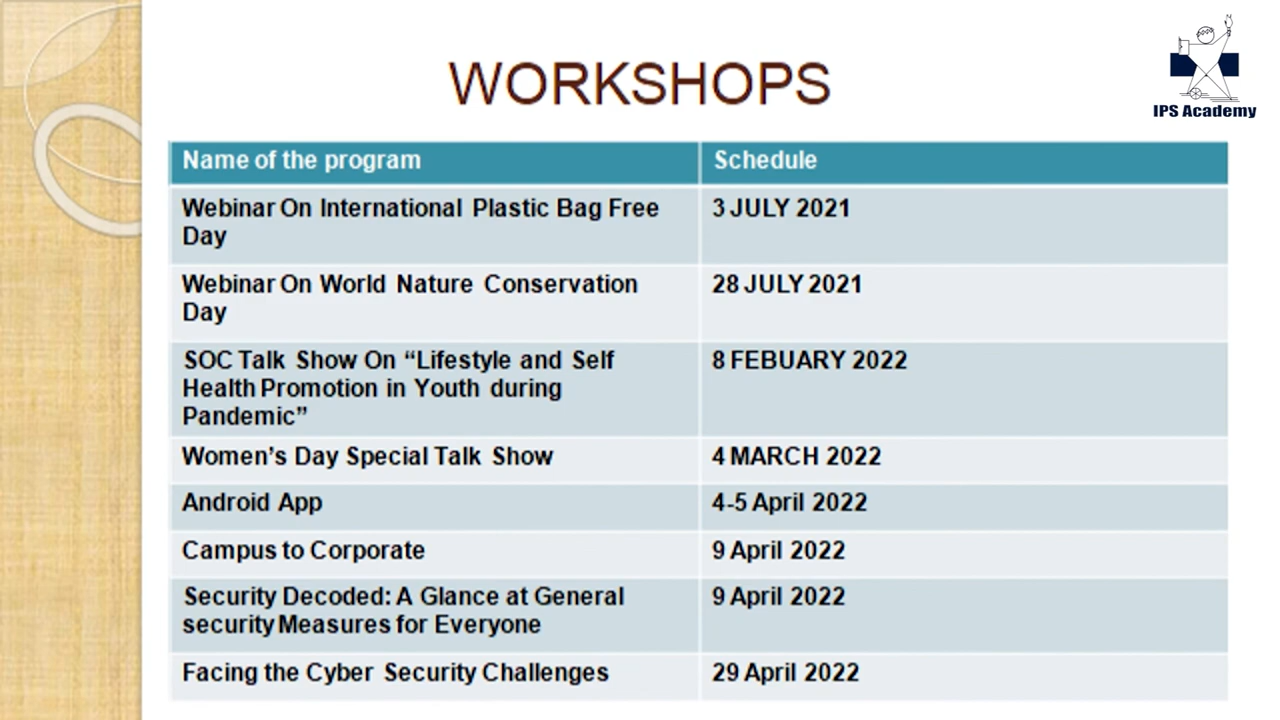 WORKSHOPS
IPS Academy
Name of the program
Schedule
Webinar On International Plastic Bag Free
Day
3 JULY 2021
Webinar On World Nature Conservation
Day
28 JULY 2021
SOC Talk Show On “Lifestyle and Self
Health Promotion in Youth during
Pandemic”
8 FEBUARY 2022
Women’s Day Special Talk Show
4 MARCH 2022
Android App
4-5 April 2022
Campus to Corporate
9 April 2022
Security Decoded: A Glance at General
security Measures for Everyone
9 April 2022
Facing the Cyber Security Challenges
29 April 2022